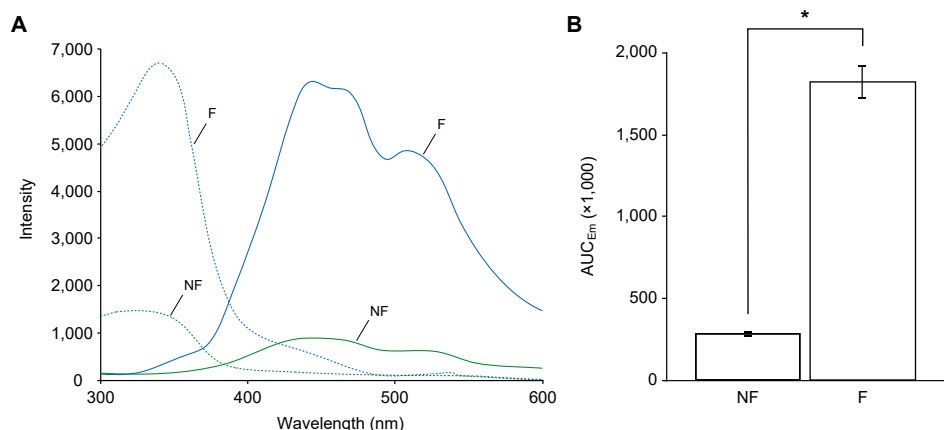 A
7,000
6,000
5,000
4,000
3,000
2,000
1,000
0
Intensity
300
400
500
600
Wavelength (nm)
F
F
NF
NF
B
*
2,000
1,500
1,000
500
0
AUC_Em (×1,000)
NF
F